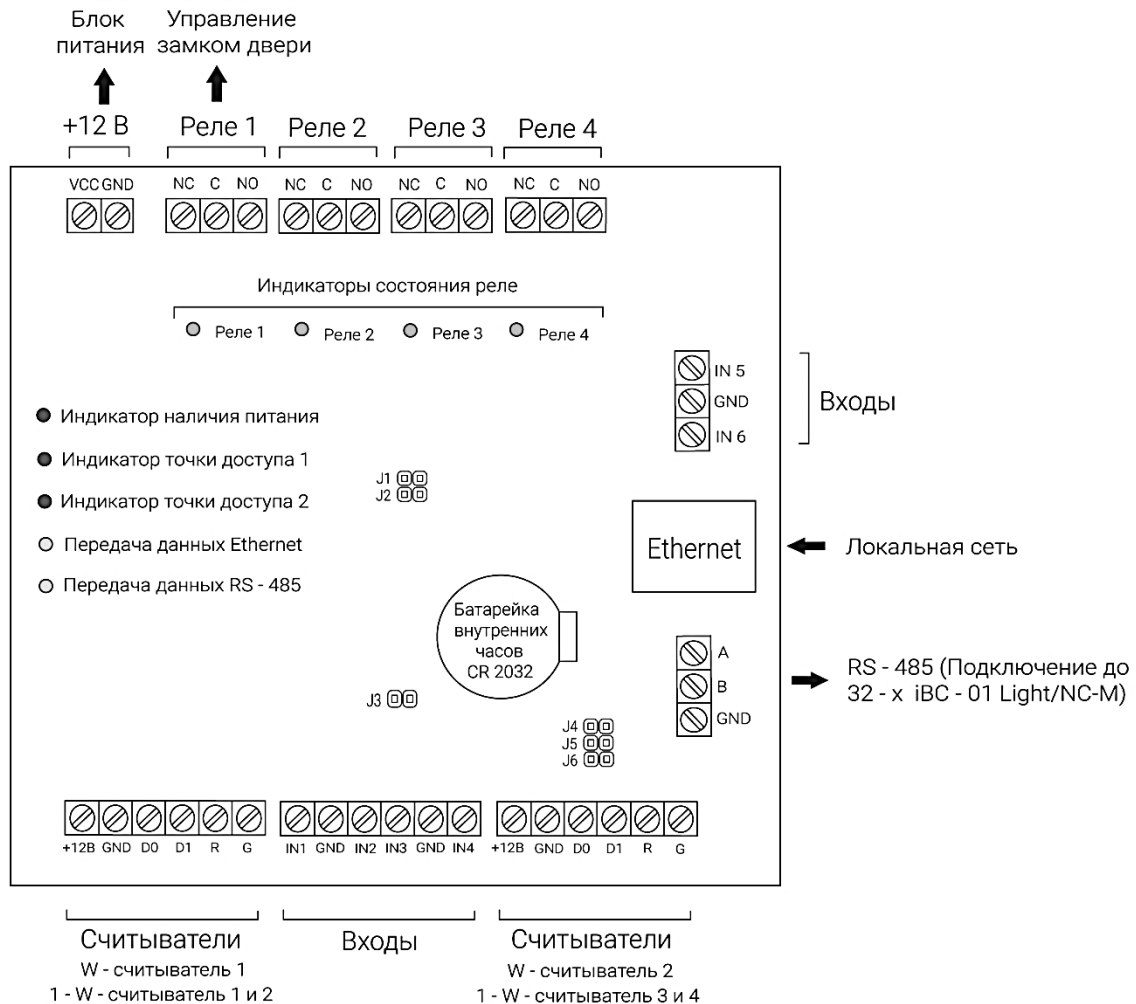 Блок питания
Управление замком двери
+12 В
Реле 1
Реле 2
Реле 3
Реле 4
VCC GND
NC C NO
NC C NO
NC C NO
NC C NO
Индикаторы состояния реле
Реле 1
Реле 2
Реле 3
Реле 4
IN 5
GND
IN 6
Входы
Индикатор наличия питания
Индикатор точки доступа 1
Индикатор точки доступа 2
Передача данных Ethernet
Передача данных RS - 485
J1
J2
Ethernet
Локальная сеть
Батарейка
внутренних
часов
CR 2032
A
B
GND
RS - 485 (Подключение до
32 - х iBC - 01 Light/NC-M)
J3
J4
J5
J6
+12В GND D0 D1 R G
IN1 GND IN2 IN3 GND IN4
+12В GND D0 D1 R G
Считыватели
W - считыватель 1
1 - W - считыватель 1 и 2
Входы
Считыватели
W - считыватель 2
1 - W - считыватель 3 и 4